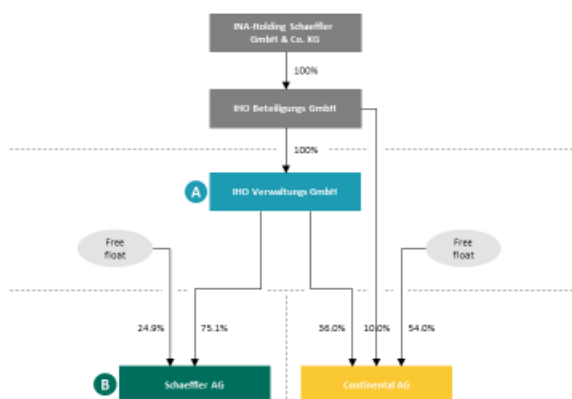 INA-Holding Schaeffler
GmbH & Co. KG
100%
IHO Beteiligungs GmbH
100%
A
IHO Verwaltungs GmbH
Free
float
Free
float
24.9%
75.1%
36.0%
10.0%
54.0%
B
Schaeffler AG
Continental AG